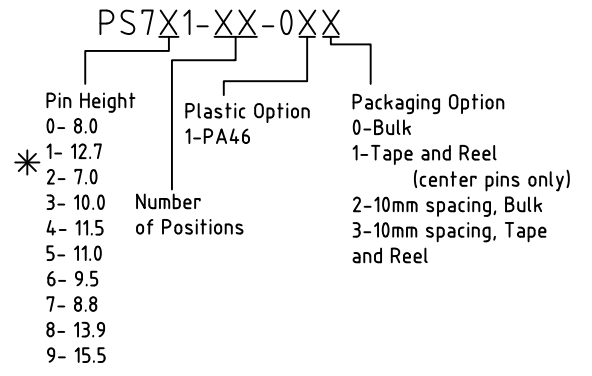 PS7X1-XX-0XX
Pin Height
0- 8.0
1- 12.7
2- 7.0
3- 10.0
4- 11.5
5- 11.0
6- 9.5
7- 8.8
8- 13.9
9- 15.5
Number
of Positions
Plastic Option
1-PA46
Packaging Option
0-Bulk
1-Tape and Reel
(center pins only)
2-10mm spacing, Bulk
3-10mm spacing, Tape
and Reel